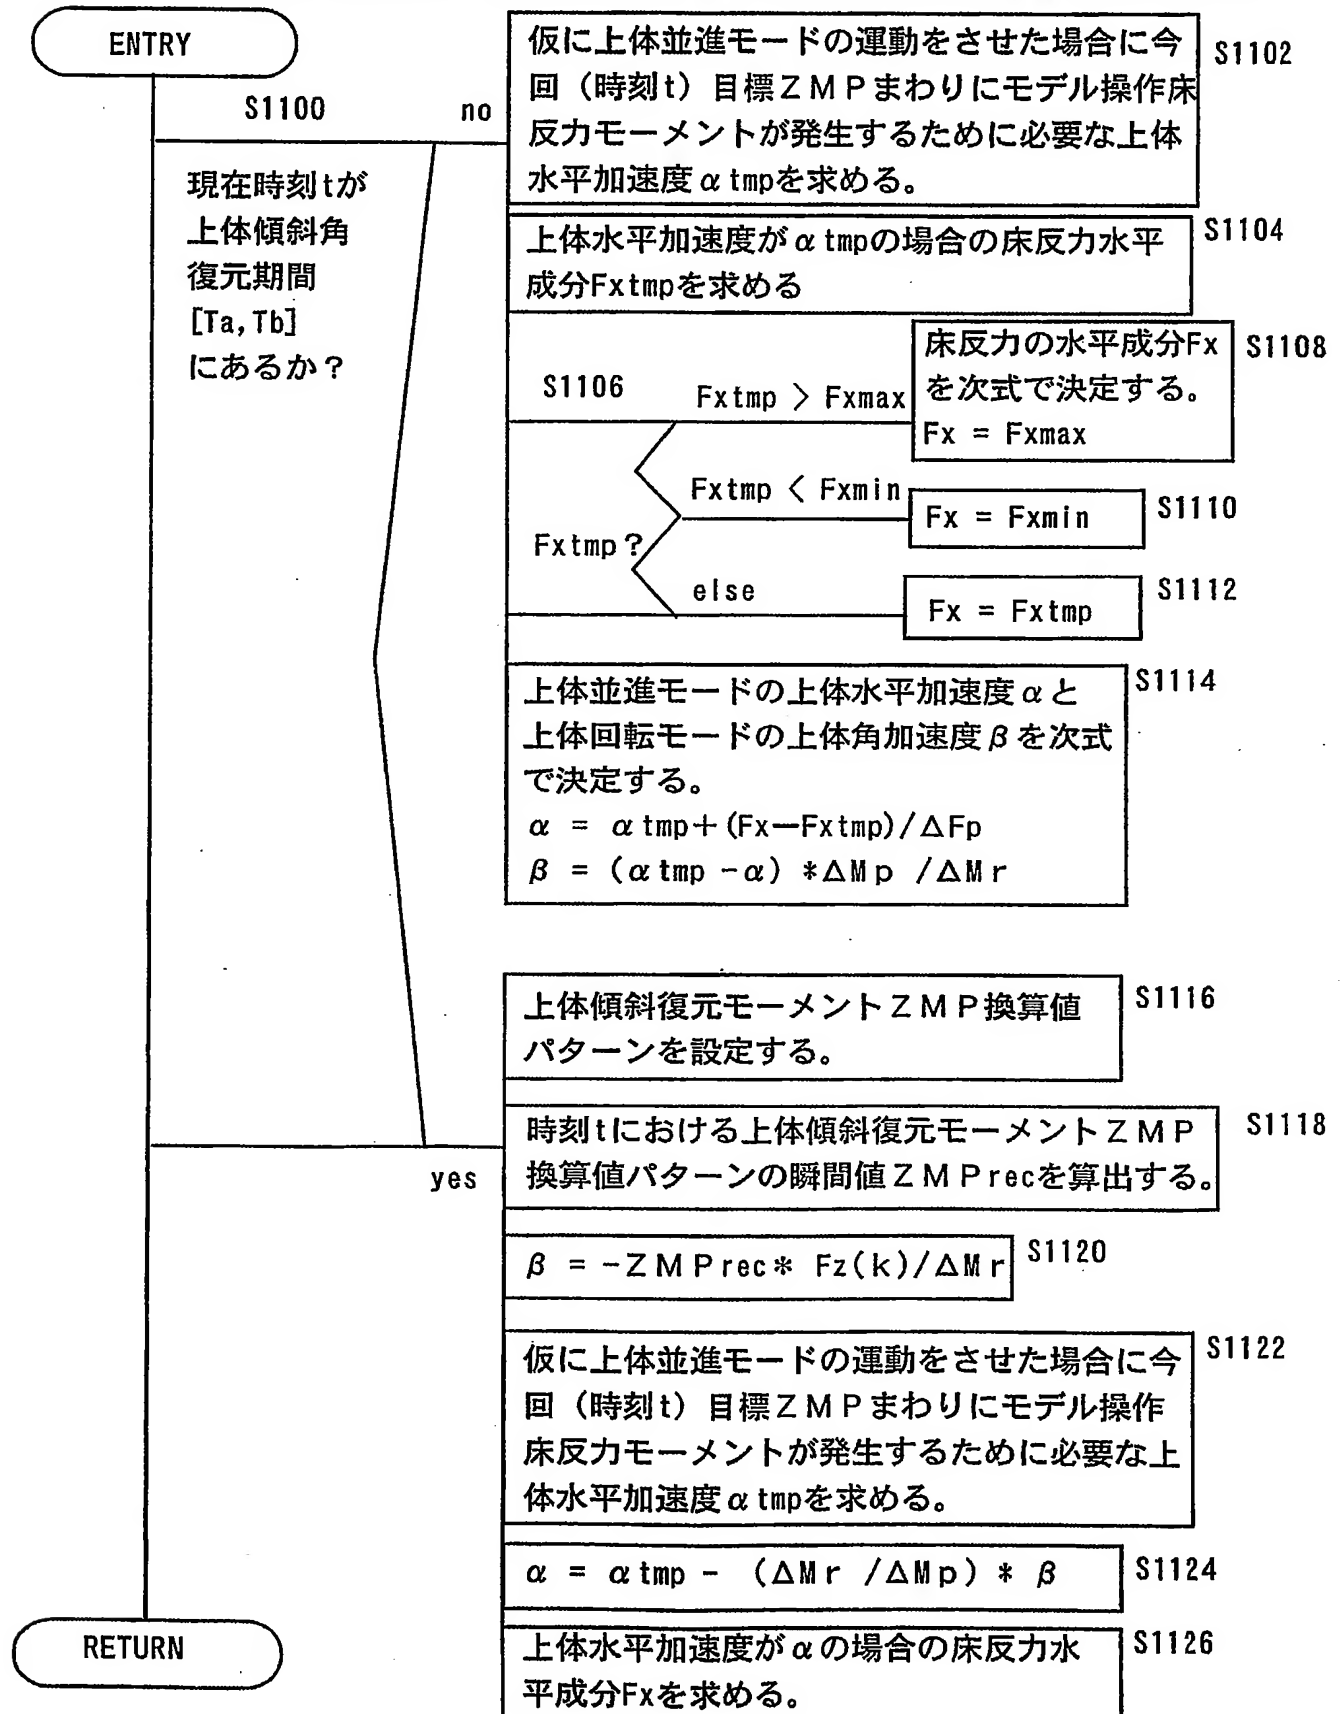 ENTRY
S1100
no
現在時刻tが
上体傾斜角
復元期間
[Ta,Tb]
にあるか？
仮に上体並進モードの運動をさせた場合に今
回（時刻t）目標ＺＭＰまわりにモデル操作床
反力モーメントが発生するために必要な上体
水平加速度αtmpを求める。
S1102
上体水平加速度がαtmpの場合の床反力水平
成分Fxtmpを求める
S1104
S1106
Fxtmp？
Fxtmp > Fxmax
床反力の水平成分Fx
を次式で決定する。
Fx = Fxmax
S1108
Fxtmp < Fxmin
Fx = Fxmin
S1110
else
Fx = Fxtmp
S1112
上体並進モードの上体水平加速度αと
上体回転モードの上体角加速度βを次式
で決定する。
α = αtmp＋(Fx－Fxtmp)/ΔFp
β = (αtmp -α) *ΔMp /ΔMr
S1114
yes
上体傾斜復元モーメントＺＭＰ換算値
パターンを設定する。
S1116
時刻tにおける上体傾斜復元モーメントＺＭＰ
換算値パターンの瞬間値ＺＭＰrecを算出する。
S1118
β = -ＺＭＰrec* Fz(k)/ΔMr
S1120
仮に上体並進モードの運動をさせた場合に今
回（時刻t）目標ＺＭＰまわりにモデル操作
床反力モーメントが発生するために必要な上
体水平加速度αtmpを求める。
S1122
α = αtmp - (ΔMr /ΔMp) * β
S1124
上体水平加速度がαの場合の床反力水
平成分Fxを求める。
S1126
RETURN